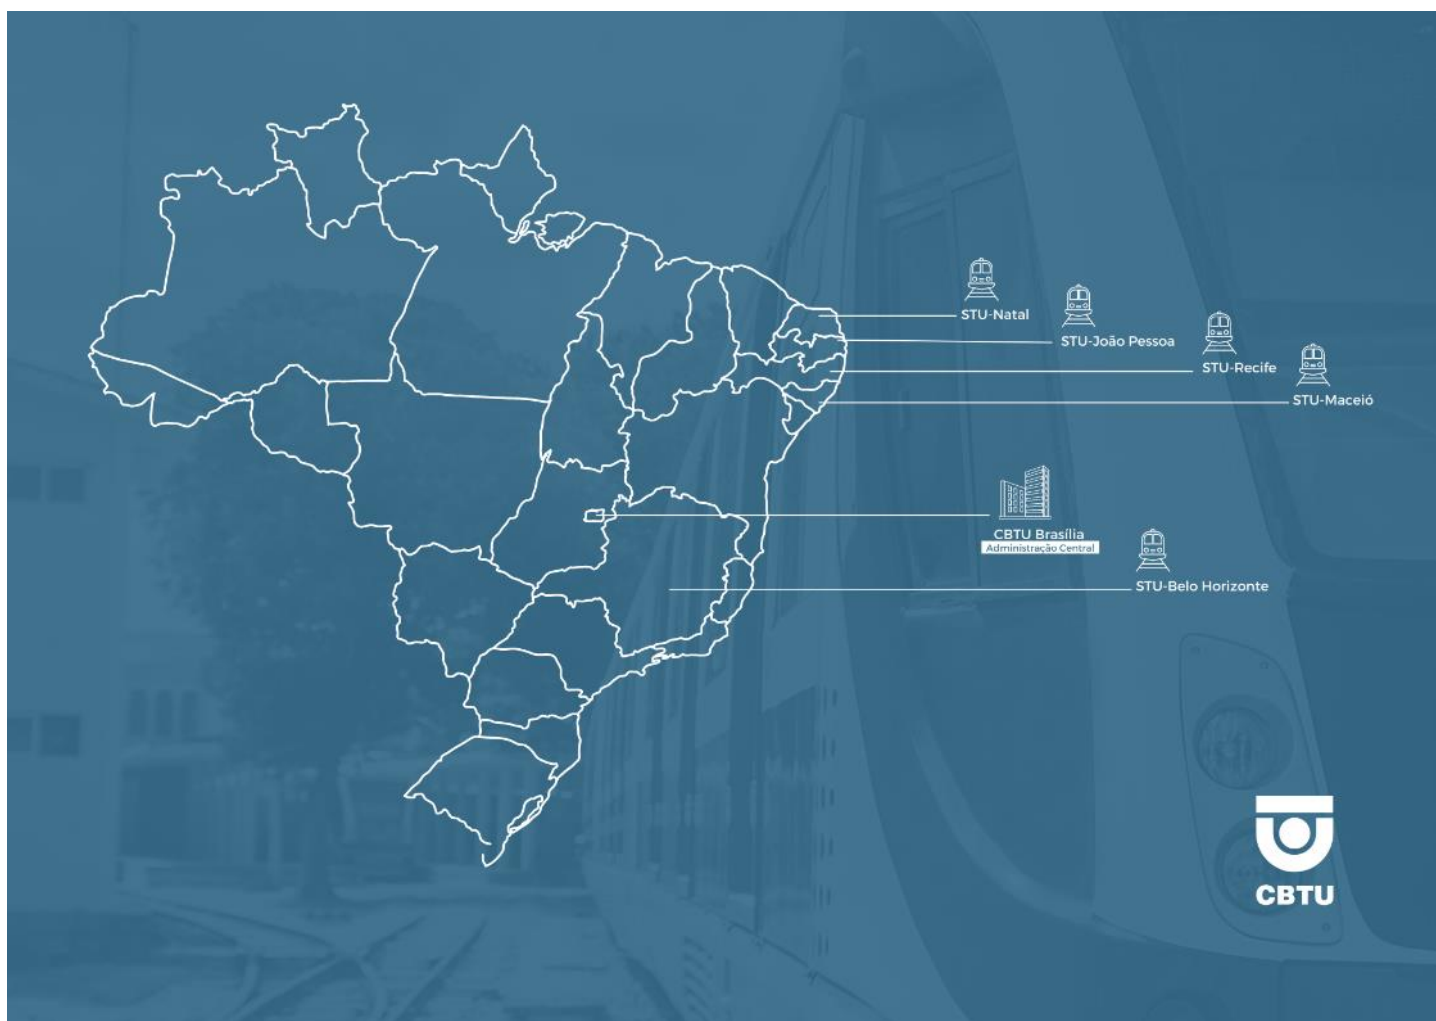 STU-Natal
STU-João Pessoa
STU-Recife
STU-Maceió
CBTU Brasília
Administração Central
STU-Belo Horizonte
CBTU